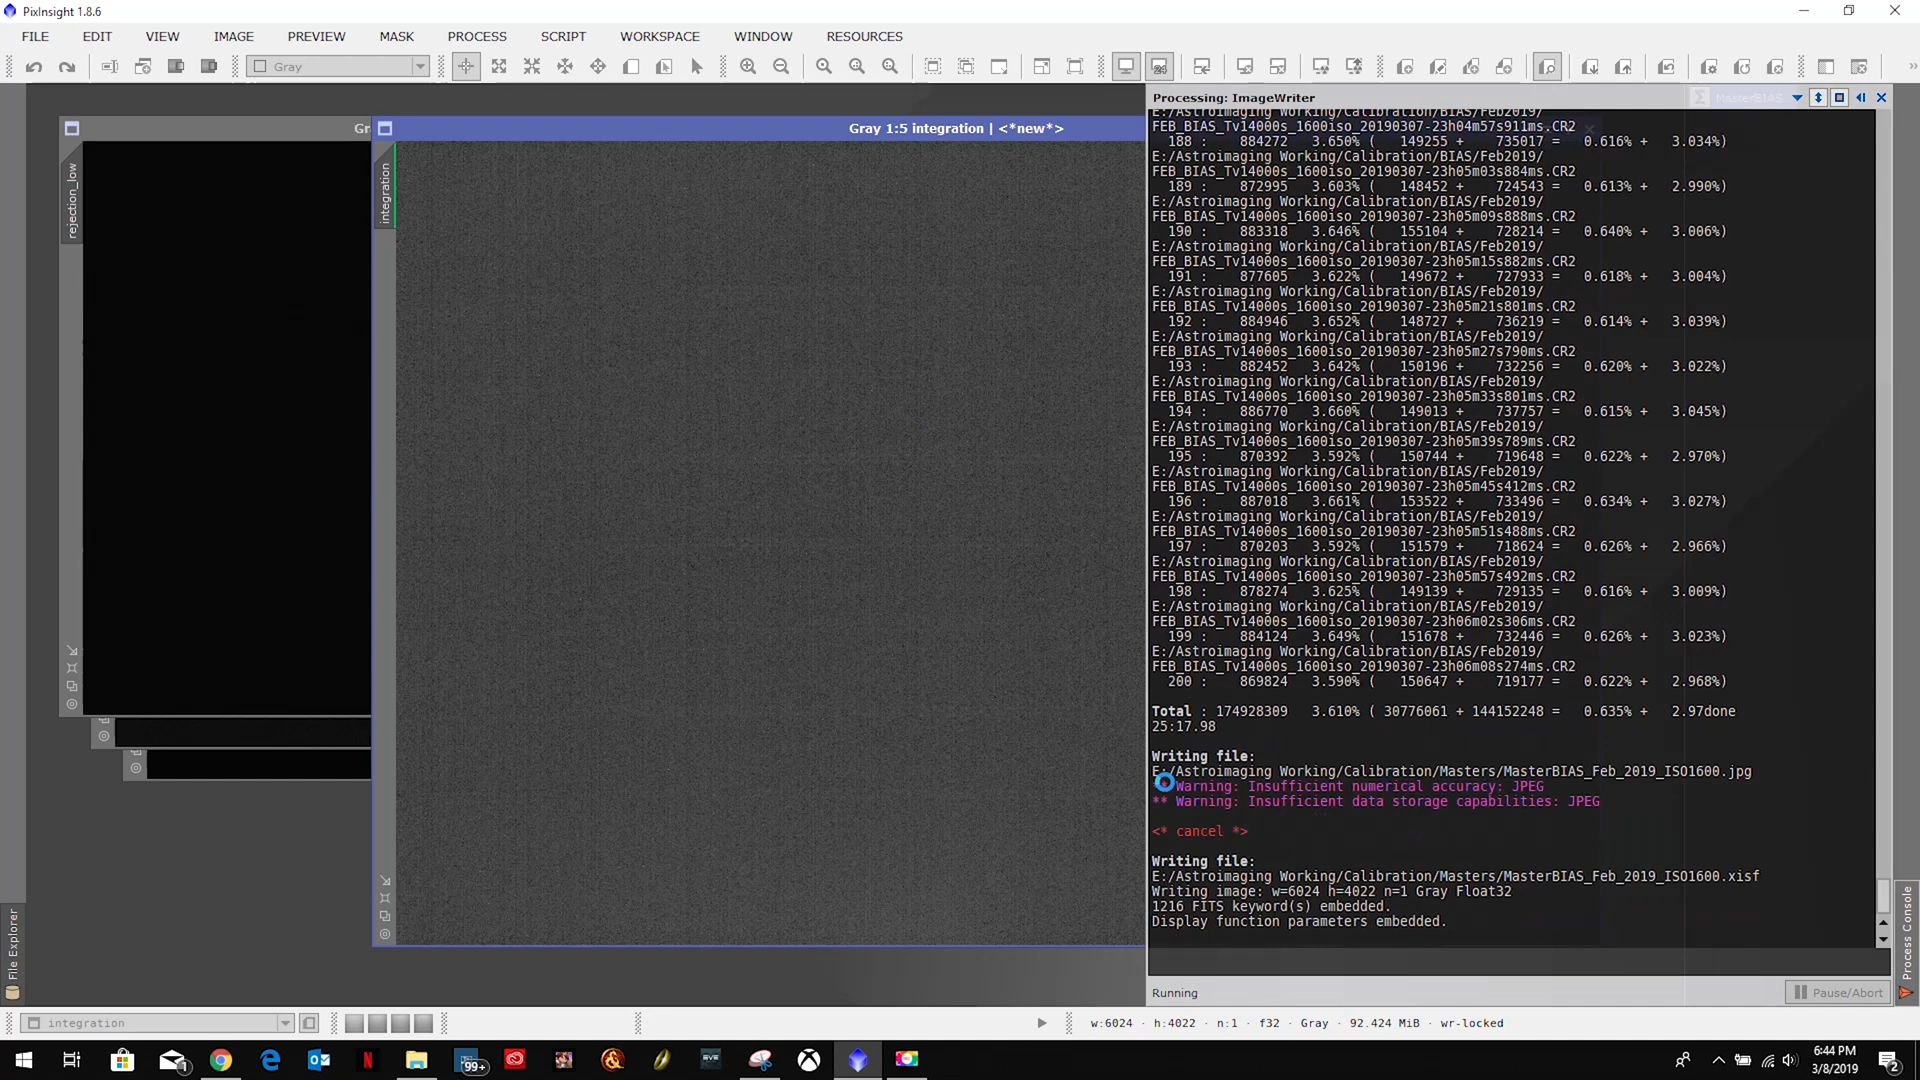 PixInsight 1.8.6
FILE EDIT VIEW IMAGE PREVIEW MASK PROCESS SCRIPT WORKSPACE WINDOW RESOURCES
Gray
Processing: ImageWriter
MasterBIAS
Gr
Gray 1:5 integration | <*new*>
rejection_low
integration
E:/Astroimaging Working/Calibration/BIAS/Feb2019/
FEB_BIAS_Tv14000s_1600iso_20190307-23h04m57s911ms.CR2
188 : 884272 3.650% ( 149255 + 735017 = 0.616% + 3.034%)
E:/Astroimaging Working/Calibration/BIAS/Feb2019/
FEB_BIAS_Tv14000s_1600iso_20190307-23h05m03s884ms.CR2
189 : 872995 3.603% ( 148452 + 724543 = 0.613% + 2.990%)
E:/Astroimaging Working/Calibration/BIAS/Feb2019/
FEB_BIAS_Tv14000s_1600iso_20190307-23h05m09s888ms.CR2
190 : 883318 3.646% ( 155104 + 728214 = 0.640% + 3.006%)
E:/Astroimaging Working/Calibration/BIAS/Feb2019/
FEB_BIAS_Tv14000s_1600iso_20190307-23h05m15s882ms.CR2
191 : 877605 3.622% ( 149672 + 727933 = 0.618% + 3.004%)
E:/Astroimaging Working/Calibration/BIAS/Feb2019/
FEB_BIAS_Tv14000s_1600iso_20190307-23h05m21s801ms.CR2
192 : 884946 3.652% ( 148727 + 736219 = 0.614% + 3.039%)
E:/Astroimaging Working/Calibration/BIAS/Feb2019/
FEB_BIAS_Tv14000s_1600iso_20190307-23h05m27s790ms.CR2
193 : 882452 3.642% ( 150196 + 732256 = 0.620% + 3.022%)
E:/Astroimaging Working/Calibration/BIAS/Feb2019/
FEB_BIAS_Tv14000s_1600iso_20190307-23h05m33s801ms.CR2
194 : 886770 3.660% ( 149013 + 737757 = 0.615% + 3.045%)
E:/Astroimaging Working/Calibration/BIAS/Feb2019/
FEB_BIAS_Tv14000s_1600iso_20190307-23h05m39s789ms.CR2
195 : 870392 3.592% ( 150744 + 719648 = 0.622% + 2.970%)
E:/Astroimaging Working/Calibration/BIAS/Feb2019/
FEB_BIAS_Tv14000s_1600iso_20190307-23h05m45s412ms.CR2
196 : 887018 3.661% ( 153522 + 733496 = 0.634% + 3.027%)
E:/Astroimaging Working/Calibration/BIAS/Feb2019/
FEB_BIAS_Tv14000s_1600iso_20190307-23h05m51s488ms.CR2
197 : 870203 3.592% ( 151579 + 718624 = 0.626% + 2.966%)
E:/Astroimaging Working/Calibration/BIAS/Feb2019/
FEB_BIAS_Tv14000s_1600iso_20190307-23h05m57s492ms.CR2
198 : 878274 3.625% ( 149139 + 729135 = 0.616% + 3.009%)
E:/Astroimaging Working/Calibration/BIAS/Feb2019/
FEB_BIAS_Tv14000s_1600iso_20190307-23h06m02s306ms.CR2
199 : 884124 3.649% ( 151678 + 732446 = 0.626% + 3.023%)
E:/Astroimaging Working/Calibration/BIAS/Feb2019/
FEB_BIAS_Tv14000s_1600iso_20190307-23h06m08s274ms.CR2
200 : 869824 3.590% ( 150647 + 719177 = 0.622% + 2.968%)
Total : 174928309 3.610% ( 30776061 + 144152248 = 0.635% + 2.97done
25:17.98
Writing file:
E:/Astroimaging Working/Calibration/Masters/MasterBIAS_Feb_2019_ISO1600.jpg
** Warning: Insufficient numerical accuracy: JPEG
** Warning: Insufficient data storage capabilities: JPEG
<* cancel *>
Writing file:
E:/Astroimaging Working/Calibration/Masters/MasterBIAS_Feb_2019_ISO1600.xisf
Writing image: w=6024 h=4022 n=1 Gray Float32
1216 FITS keyword(s) embedded.
Display function parameters embedded.
File Explorer
Process Console
Running
Pause/Abort
integration
w:6024 · h:4022 · n:1 · f32 · Gray · 92.424 MiB · wr-locked
1
99+
EVE
6:44 PM
3/8/2019
2